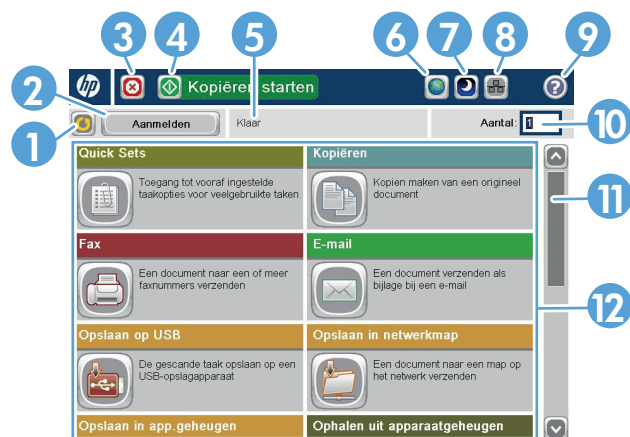 3 4 5 6 7 8 9
hp Kopiëren starten ?
2 Aanmelden Klaar Aantal: 1 10
1
Quick Sets Kopiëren
Toegang tot vooraf ingestelde Kopien maken van een origineel
taakopties voor veelgebruikte taken document
11
Fax E-mail
Een document naar een of meer Een document verzenden als
faxnummers verzenden bijlage bij een e-mail
12
Opslaan op USB Opslaan in netwerkmap
De gescande taak opslaan op een Een document naar een map op
USB-opslagapparaat het netwerk verzenden
Opslaan in app.geheugen Ophalen uit apparaatgeheugen